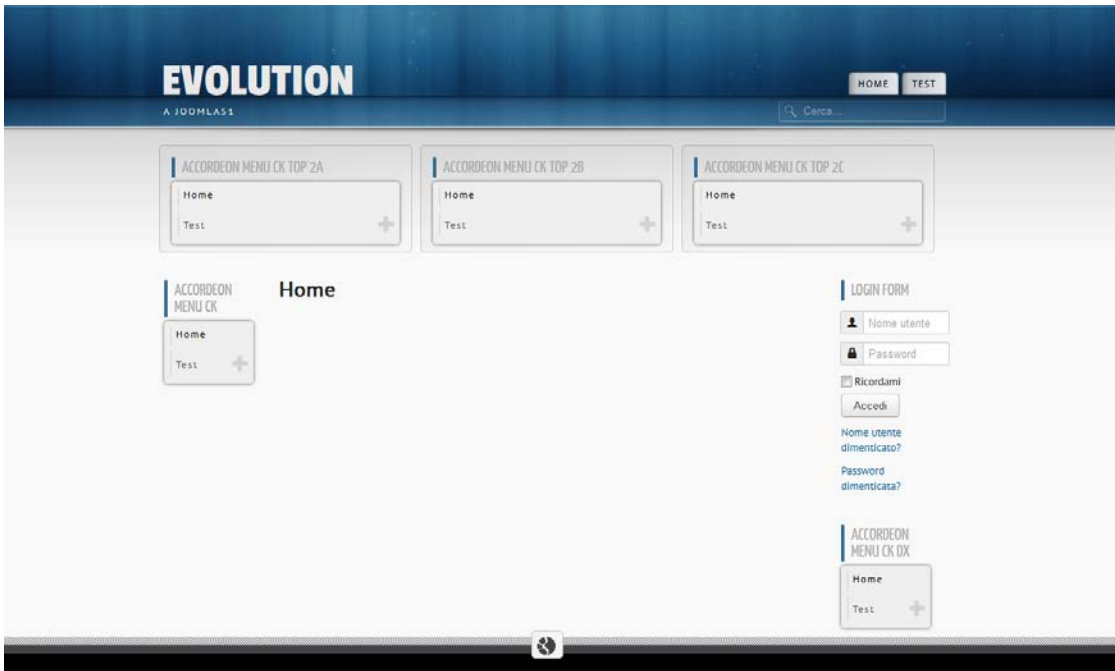 EVOLUTION
A JOOMLAS1
HOME
TEST
Cerca...
ACCORDEON MENU CK TOP 2A
Home
Test
ACCORDEON MENU CK TOP 2B
Home
Test
ACCORDEON MENU CK TOP 2C
Home
Test
ACCORDEON
MENU CK
Home
Test
Home
LOGIN FORM
Nome utente
Password
Ricordami
Accedi
Nome utente
dimenticato?
Password
dimenticata?
ACCORDEON
MENU CK DX
Home
Test